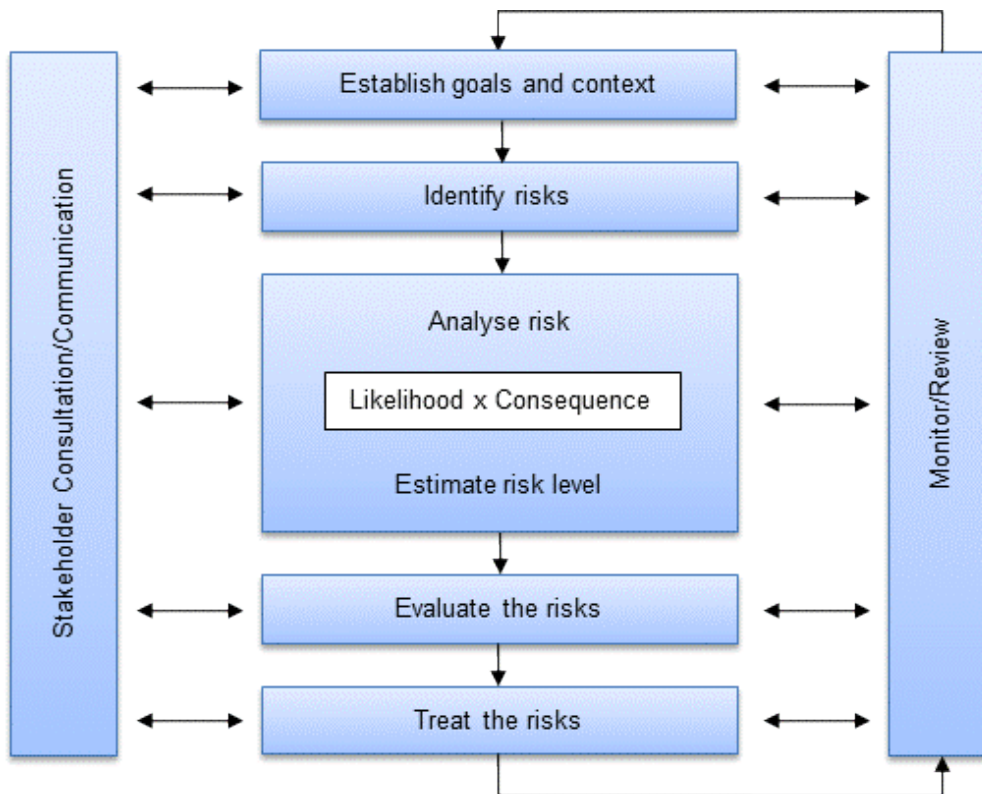 Stakeholder Consultation/Communication
Establish goals and context
Identify risks
Analyse risk
Likelihood x Consequence
Estimate risk level
Evaluate the risks
Treat the risks
Monitor/Review